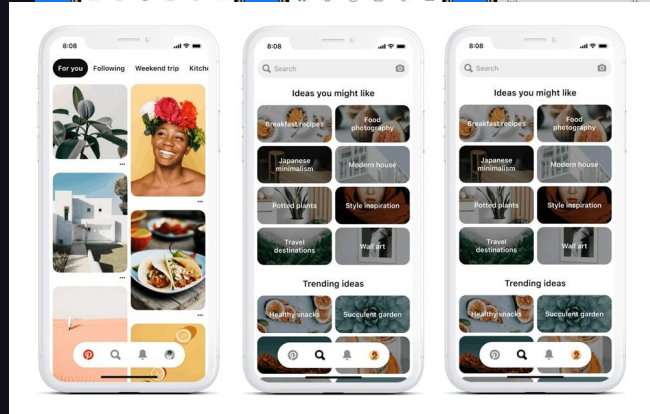 8:08
For you Following Weekend trip Kitche
8:08
Search
Ideas you might like
Breakfast recipes
Food
photography
Japanese
minimalism
Modern house
Potted plants
Style inspiration
Travel
destinations
Wall art
Trending ideas
Healthy snacks
Succulent garden
8:08
Search
Ideas you might like
Breakfast recipes
Food
photography
Japanese
minimalism
Modern house
Potted plants
Style inspiration
Travel
destinations
Wall art
Trending ideas
Healthy snacks
Succulent garden